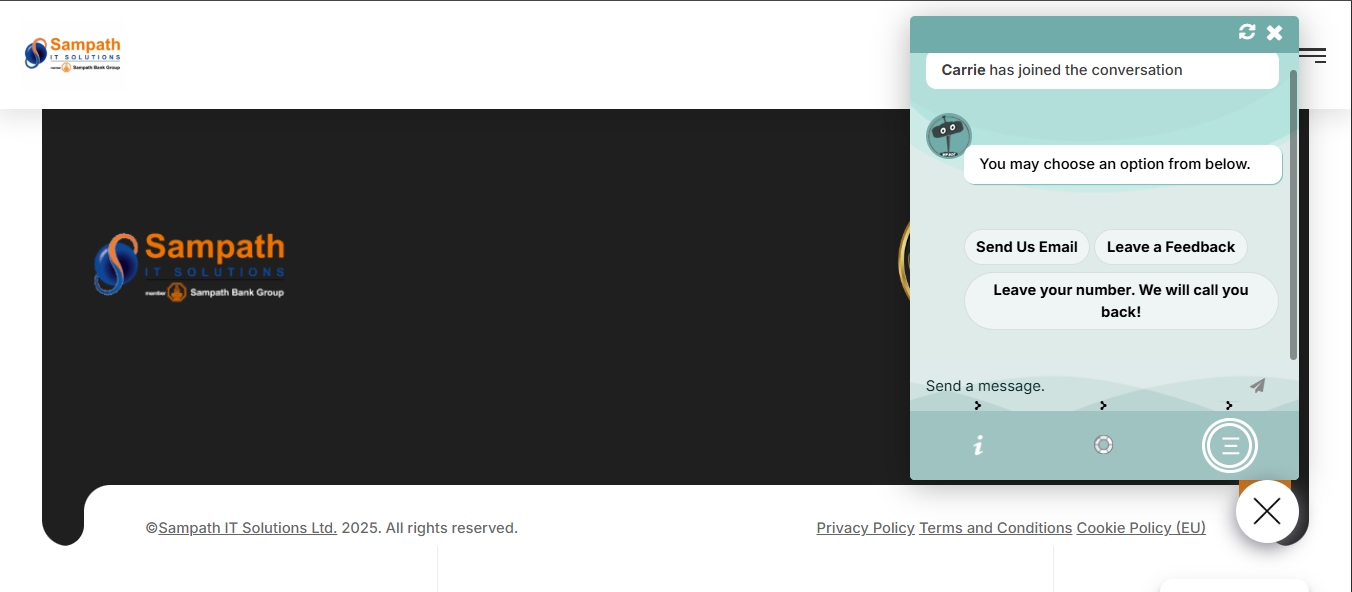 Sampath
IT SOLUTIONS
member Sampath Bank Group
Carrie has joined the conversation
You may choose an option from below.
Sampath
IT SOLUTIONS
member Sampath Bank Group
Send Us Email
Leave a Feedback
Leave your number. We will call you
back!
Send a message.
©Sampath IT Solutions Ltd. 2025. All rights reserved.
Privacy Policy Terms and Conditions Cookie Policy (EU)